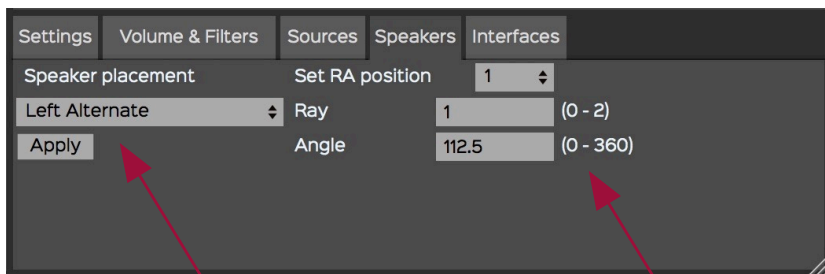 Settings Volume & Filters Sources Speakers Interfaces
Speaker placement Set RA position 1
Left Alternate Ray 1 (0 - 2)
Apply Angle 112.5 (0 - 360)